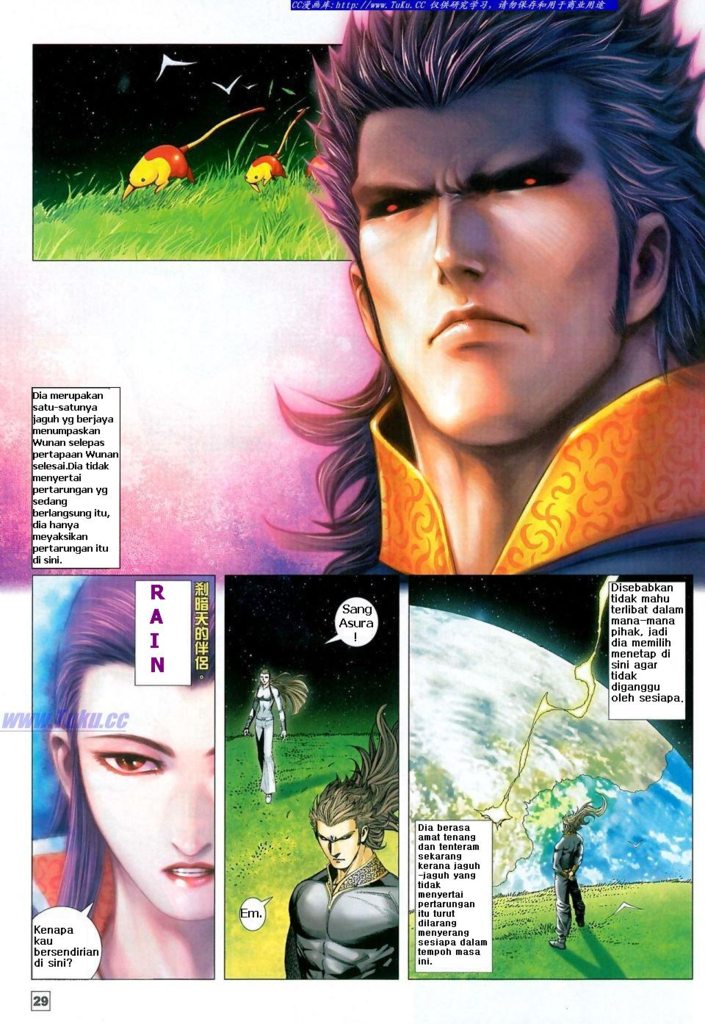 CC漫画库:http://www.TuKu.CC 仅供研究学习，请勿保存和用于商业用途
Dia merupakan
satu-satunya
jaguh yg berjaya
menumpaskan
Wunan selepas
pertapaan Wunan
selesai.Dia tidak
menyertai
pertarungan yg
sedang
berlangsung itu,
dia hanya
meyaksikan
pertarungan itu
di sini.
R
A
I
N
剎暗天的伴侶。
www.Tuku.cc
Kenapa
kau
bersendirian
di sini?
Sang
Asura
!
Em.
Disebabkan
tidak mahu
terlibat dalam
mana-mana
pihak, jadi
dia memilih
menetap di
sini agar
tidak
diganggu
oleh sesiapa.
Dia berasa
amat tenang
dan tenteram
sekarang
kerana jaguh
-jaguh yang
tidak
menyertai
pertarungan
itu turut
dilarang
menyerang
sesiapa dalam
tempoh masa
ini.
29